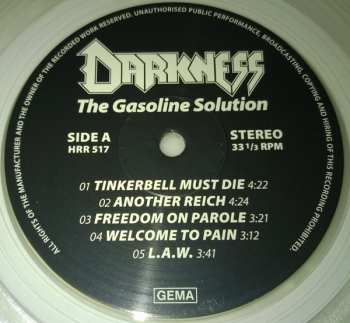 ALL RIGHTS OF THE MANUFACTURER AND THE OWNER OF THE RECORDED WORK RESERVED. UNAUTHORISED PUBLIC PERFORMANCE, BROADCASTING, COPYING AND HIRING OF THIS RECORDING PROHIBITED.
DARKNESS
The Gasoline Solution
SIDE A
HRR 517
STEREO
33 1/3 RPM
01 TINKERBELL MUST DIE 4:22
02 ANOTHER REICH 4:24
03 FREEDOM ON PAROLE 3:21
04 WELCOME TO PAIN 3:12
05 L.A.W. 3:41
GEMA